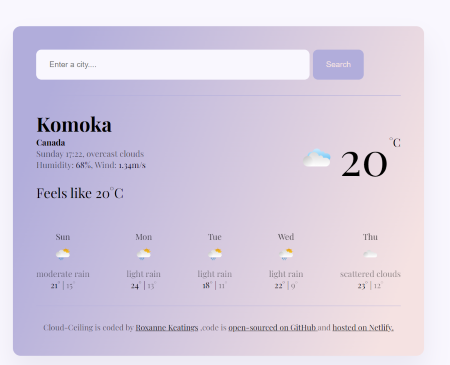 Enter a city....
Search
Komoka
Canada
Sunday 17:22, overcast clouds
Humidity: 68%, Wind: 1.34m/s
20°C
Feels like 20°C
Sun Mon Tue Wed Thu
moderate rain light rain light rain light rain scattered clouds
21° | 15° 24° | 14° 18° | 11° 22° | 9° 23° | 12°
Cloud-Ceiling is coded by Roxanne Keatings ,code is open-sourced on GitHub and hosted on Netlify.